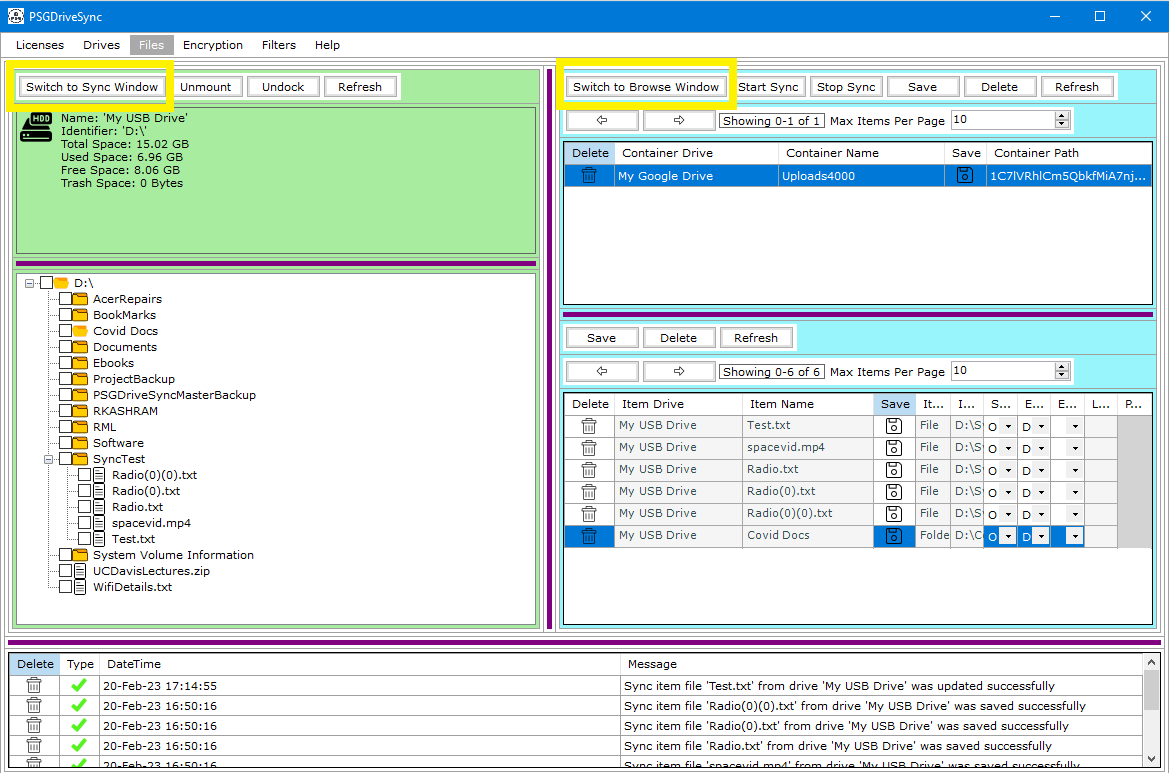 PSGDriveSync
Licenses Drives Files Encryption Filters Help
Switch to Sync Window Unmount Undock Refresh
HDD
Name: 'My USB Drive'
Identifier: 'D:\'
Total Space: 15.02 GB
Used Space: 6.96 GB
Free Space: 8.06 GB
Trash Space: 0 Bytes
D:\
AcerRepairs
BookMarks
Covid Docs
Documents
Ebooks
ProjectBackup
PSGDriveSyncMasterBackup
RKASHRAM
RML
Software
SyncTest
Radio(0)(0).txt
Radio(0).txt
Radio.txt
spacevid.mp4
Test.txt
System Volume Information
UCDavisLectures.zip
WifiDetails.txt
Switch to Browse Window Start Sync Stop Sync Save Delete Refresh
Showing 0-1 of 1 Max Items Per Page 10
Delete Container Drive Container Name Save Container Path
My Google Drive Uploads4000 1C7lVRhlCm5QbkfMiA7nj...
Save Delete Refresh
Showing 0-6 of 6 Max Items Per Page 10
Delete Item Drive Item Name Save It... I... S... E... E... L... P...
My USB Drive Test.txt File D:\S O D
My USB Drive spacevid.mp4 File D:\S O D
My USB Drive Radio.txt File D:\S O D
My USB Drive Radio(0).txt File D:\S O D
My USB Drive Radio(0)(0).txt File D:\S O D
My USB Drive Covid Docs Folde D:\C O D
Delete Type DateTime Message
20-Feb-23 17:14:55 Sync item file 'Test.txt' from drive 'My USB Drive' was updated successfully
20-Feb-23 16:50:16 Sync item file 'Radio(0)(0).txt' from drive 'My USB Drive' was saved successfully
20-Feb-23 16:50:16 Sync item file 'Radio(0).txt' from drive 'My USB Drive' was saved successfully
20-Feb-23 16:50:16 Sync item file 'Radio.txt' from drive 'My USB Drive' was saved successfully
20-Feb-23 16:50:16 Sync item file 'spacevid.mp4' from drive 'My USB Drive' was saved successfully